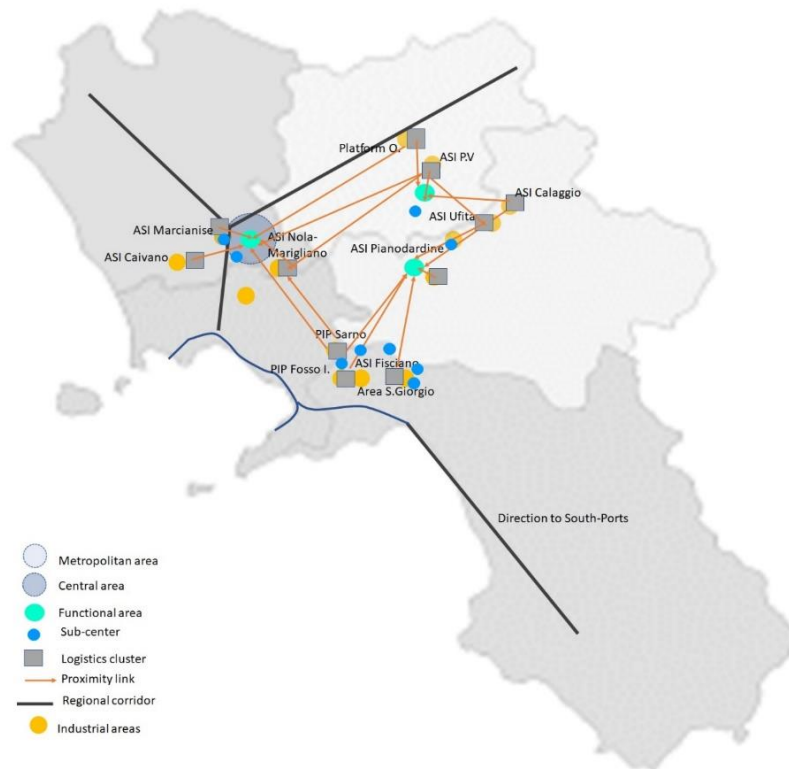 Platform O.
ASI P.V
ASI Calaggio
ASI Ufita
ASI Marcianise
ASI Nola-
Marigliano
ASI Pianodardine
ASI Caivano
PIP Sarno
ASI Fisciano
PIP Fosso I.
Area S.Giorgio
Direction to South-Ports
Metropolitan area
Central area
Functional area
Sub-center
Logistics cluster
Proximity link
Regional corridor
Industrial areas